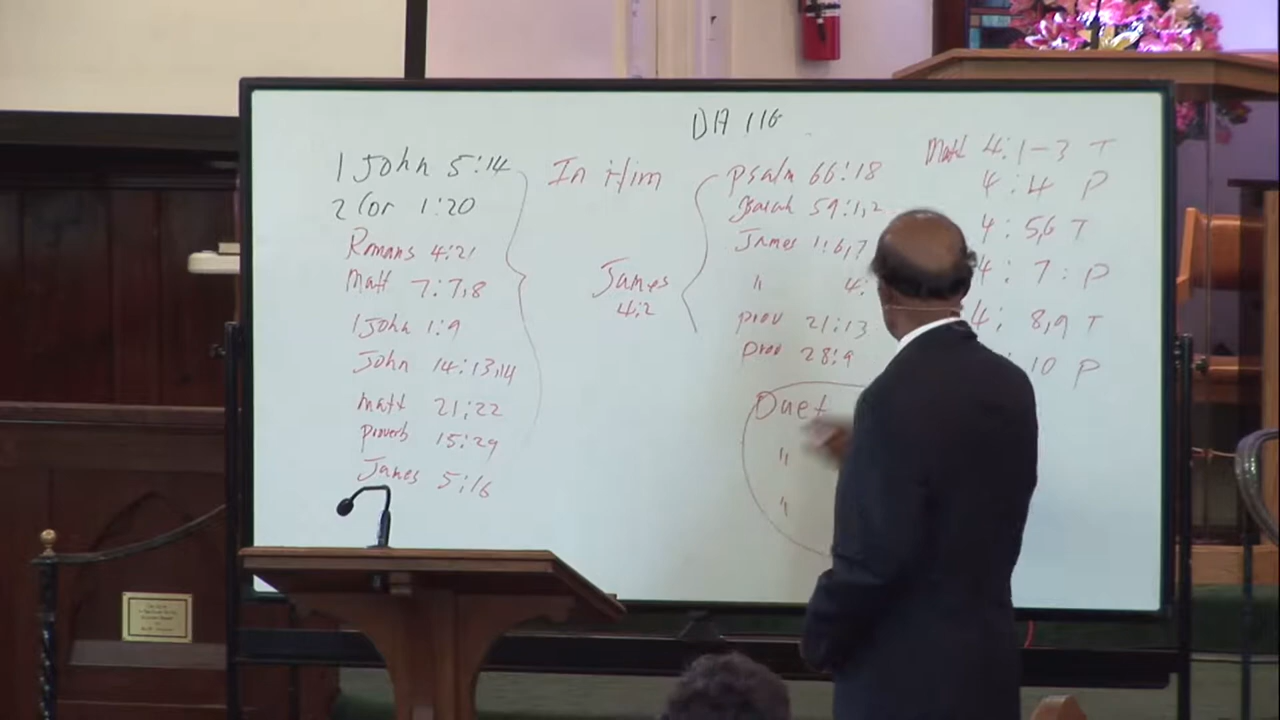 DA 116
1 John 5:14
2 Cor 1:20
Romans 4:21
Matt 7:7,8
1 John 1:9
John 14:13,14
Matt 21:22
Proverb 15:29
James 5:16
In Him
James
4:2
psalm 66:18
Isaiah 59:1,2
James 1:6,7
" 4:
prov 21:13
prov 28:9
Duet
"
"
Matt 4:1-3 T
4:4 P
4:5,6 T
4:7:P
4:8,9 T
10 P